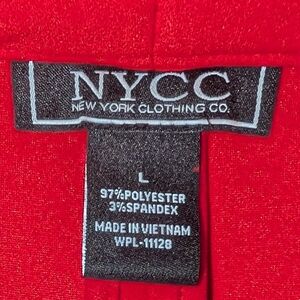 NYCC
NEW YORK CLOTHING CO.
L
97%POLYESTER
3%SPANDEX
MADE IN VIETNAM
WPL-11128